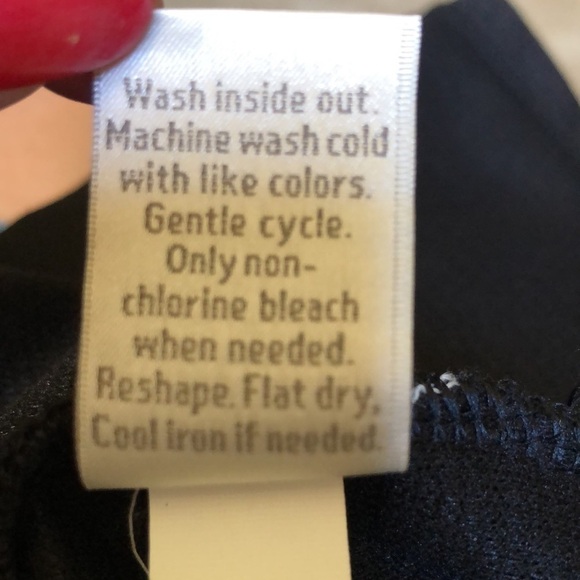 Wash inside out.
Machine wash cold
with like colors.
Gentle cycle.
Only non-
chlorine bleach
when needed.
Reshape. Flat dry,
Cool iron if needed.